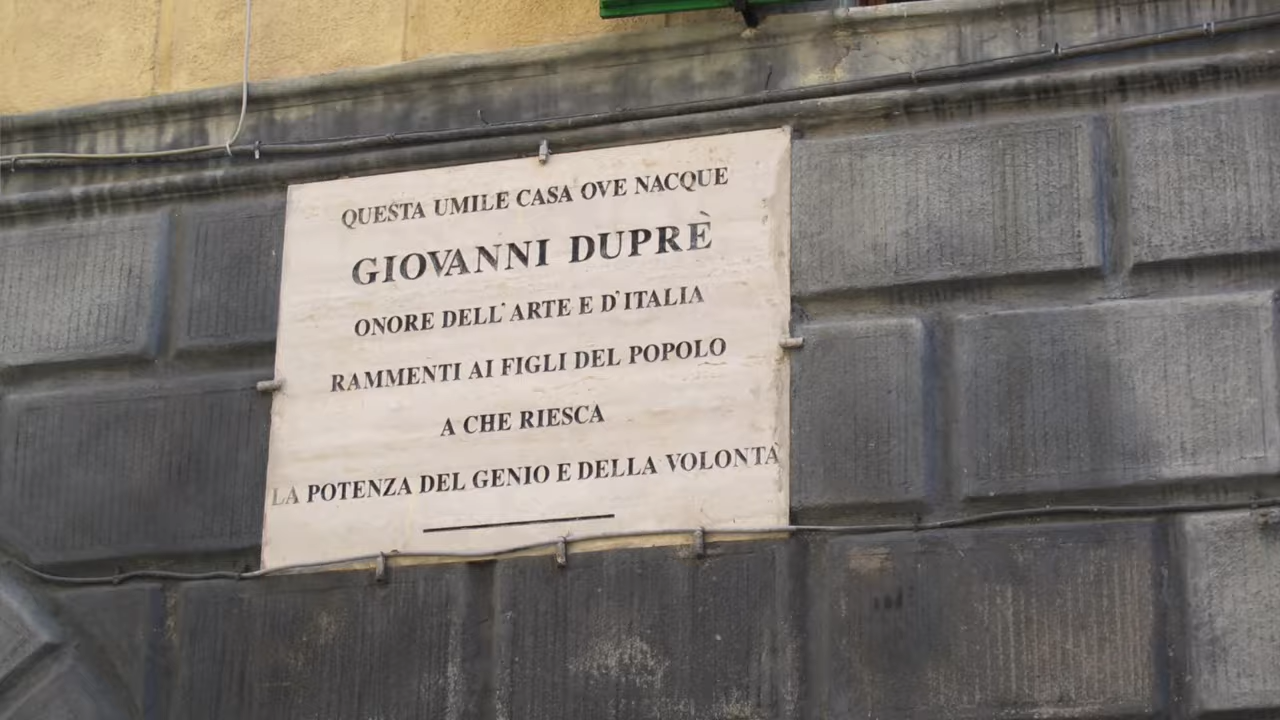 QUESTA UMILE CASA OVE NACQUE
GIOVANNI DUPRÈ
ONORE DELL'ARTE E D'ITALIA
RAMMENTI AI FIGLI DEL POPOLO
A CHE RIESCA
LA POTENZA DEL GENIO E DELLA VOLONTÀ